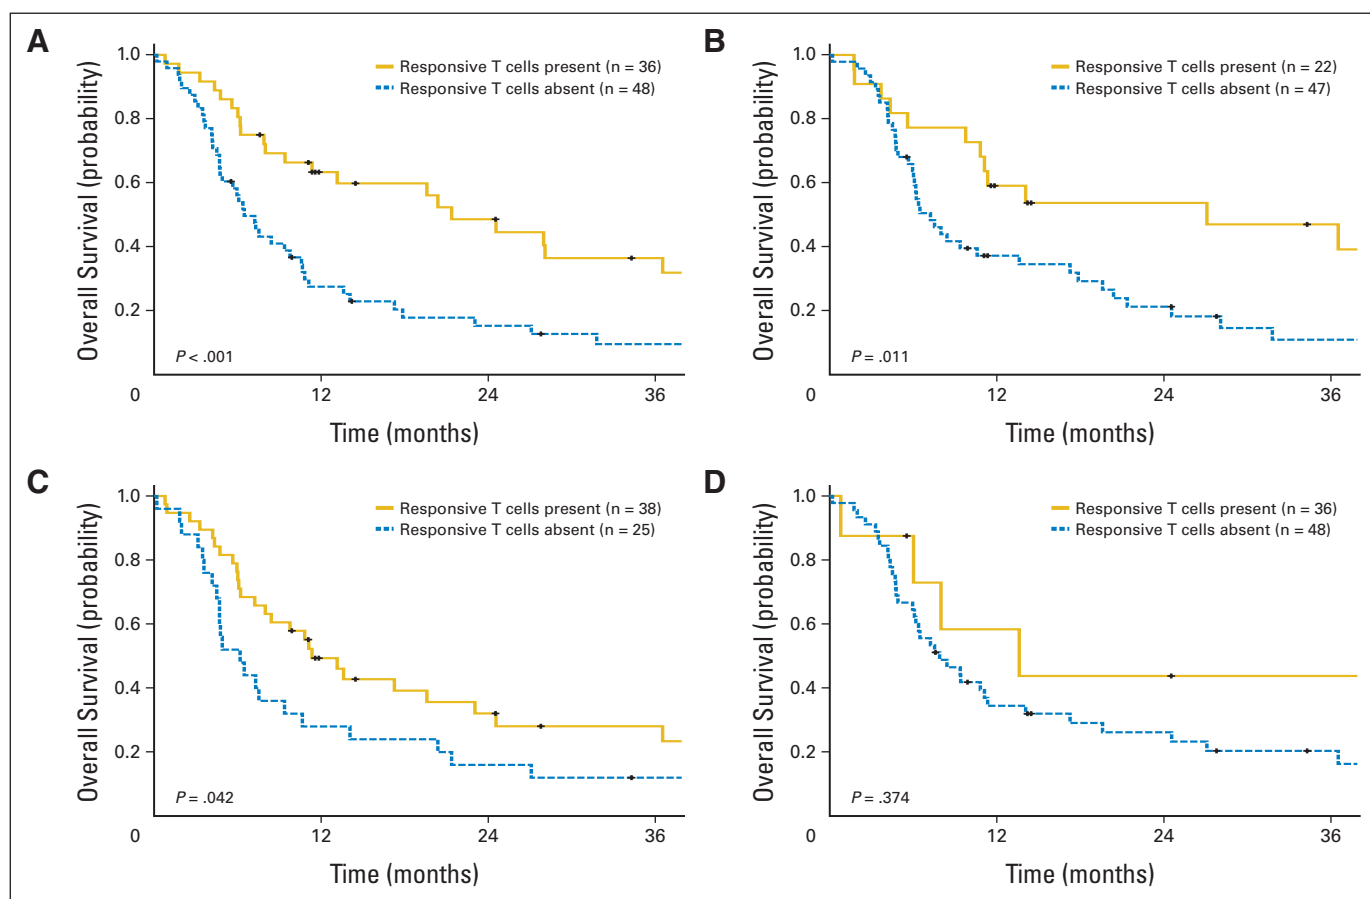 A
Overall Survival (probability)
1.0
0.8
0.6
0.4
0.2
0
Responsive T cells present (n = 36)
Responsive T cells absent (n = 48)
P < .001
12
24
36
Time (months)
B
Overall Survival (probability)
1.0
0.8
0.6
0.4
0.2
0
Responsive T cells present (n = 22)
Responsive T cells absent (n = 47)
P = .011
12
24
36
Time (months)
C
Overall Survival (probability)
1.0
0.8
0.6
0.4
0.2
0
Responsive T cells present (n = 38)
Responsive T cells absent (n = 25)
P = .042
12
24
36
Time (months)
D
Overall Survival (probability)
1.0
0.8
0.6
0.4
0.2
0
Responsive T cells present (n = 36)
Responsive T cells absent (n = 48)
P = .374
12
24
36
Time (months)